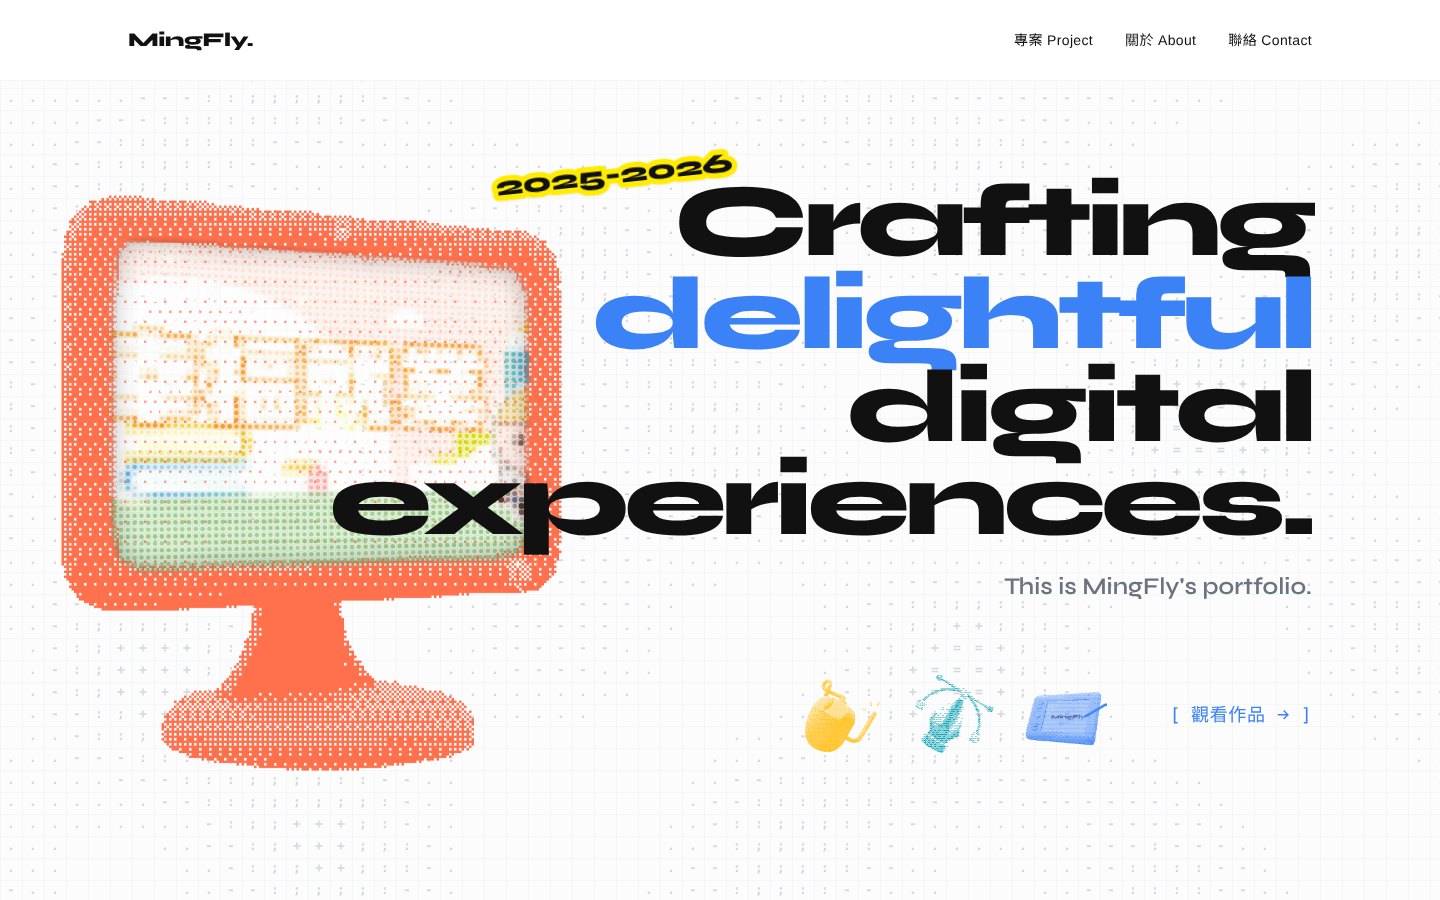 MingFly.
專案 Project
關於 About
聯絡 Contact
2025-2026
Crafting
delightful
digital
experiences.
This is MingFly's portfolio.
[ 觀看作品 → ]